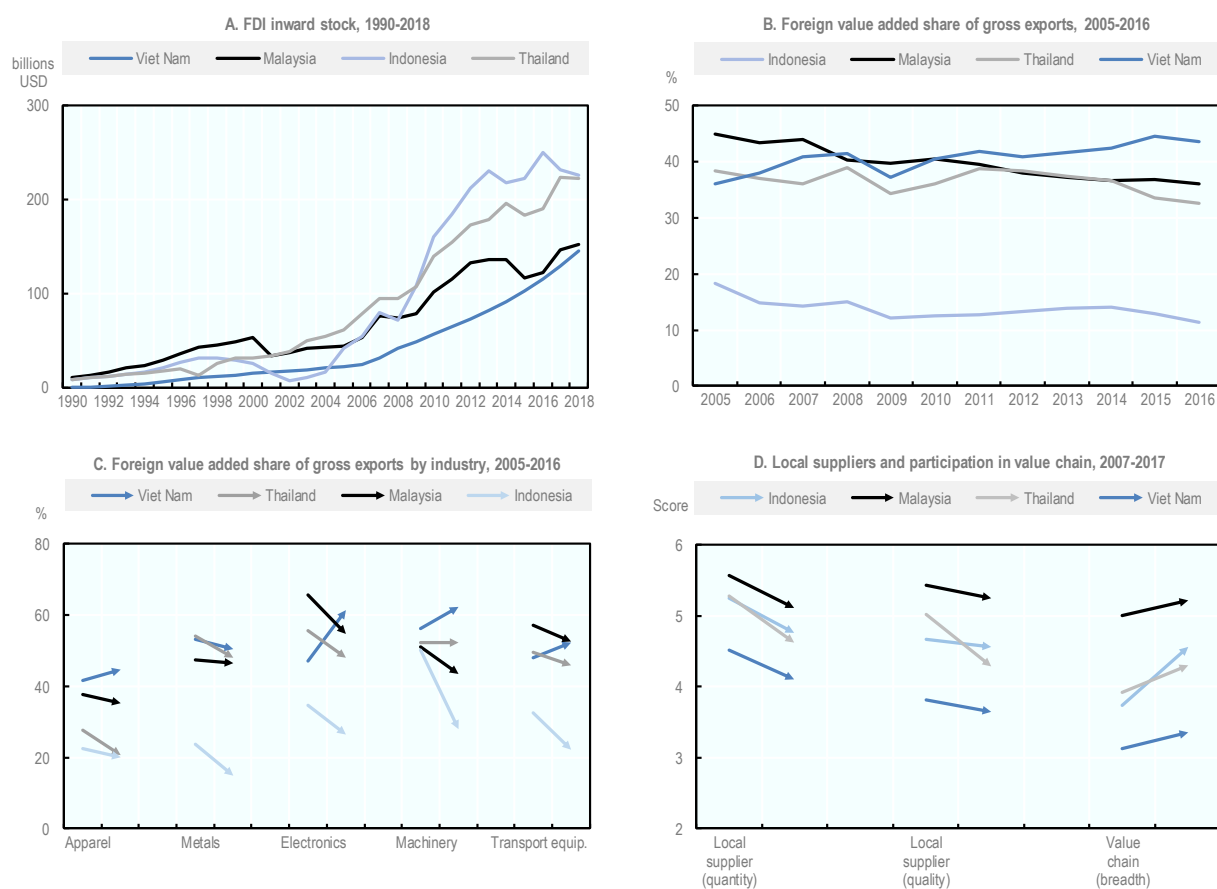 A. FDI inward stock, 1990-2018
billions
USD
Viet Nam Malaysia Indonesia Thailand
300
200
100
0
1990 1992 1994 1996 1998 2000 2002 2004 2006 2008 2010 2012 2014 2016 2018
B. Foreign value added share of gross exports, 2005-2016
%
Indonesia Malaysia Thailand Viet Nam
50
40
30
20
10
0
2005 2006 2007 2008 2009 2010 2011 2012 2013 2014 2015 2016
C. Foreign value added share of gross exports by industry, 2005-2016
%
Viet Nam Thailand Malaysia Indonesia
80
60
40
20
0
Apparel Metals Electronics Machinery Transport equip.
D. Local suppliers and participation in value chain, 2007-2017
Score
Indonesia Malaysia Thailand Viet Nam
6
5
4
3
2
Local
supplier
(quantity)
Local
supplier
(quality)
Value
chain
(breadth)